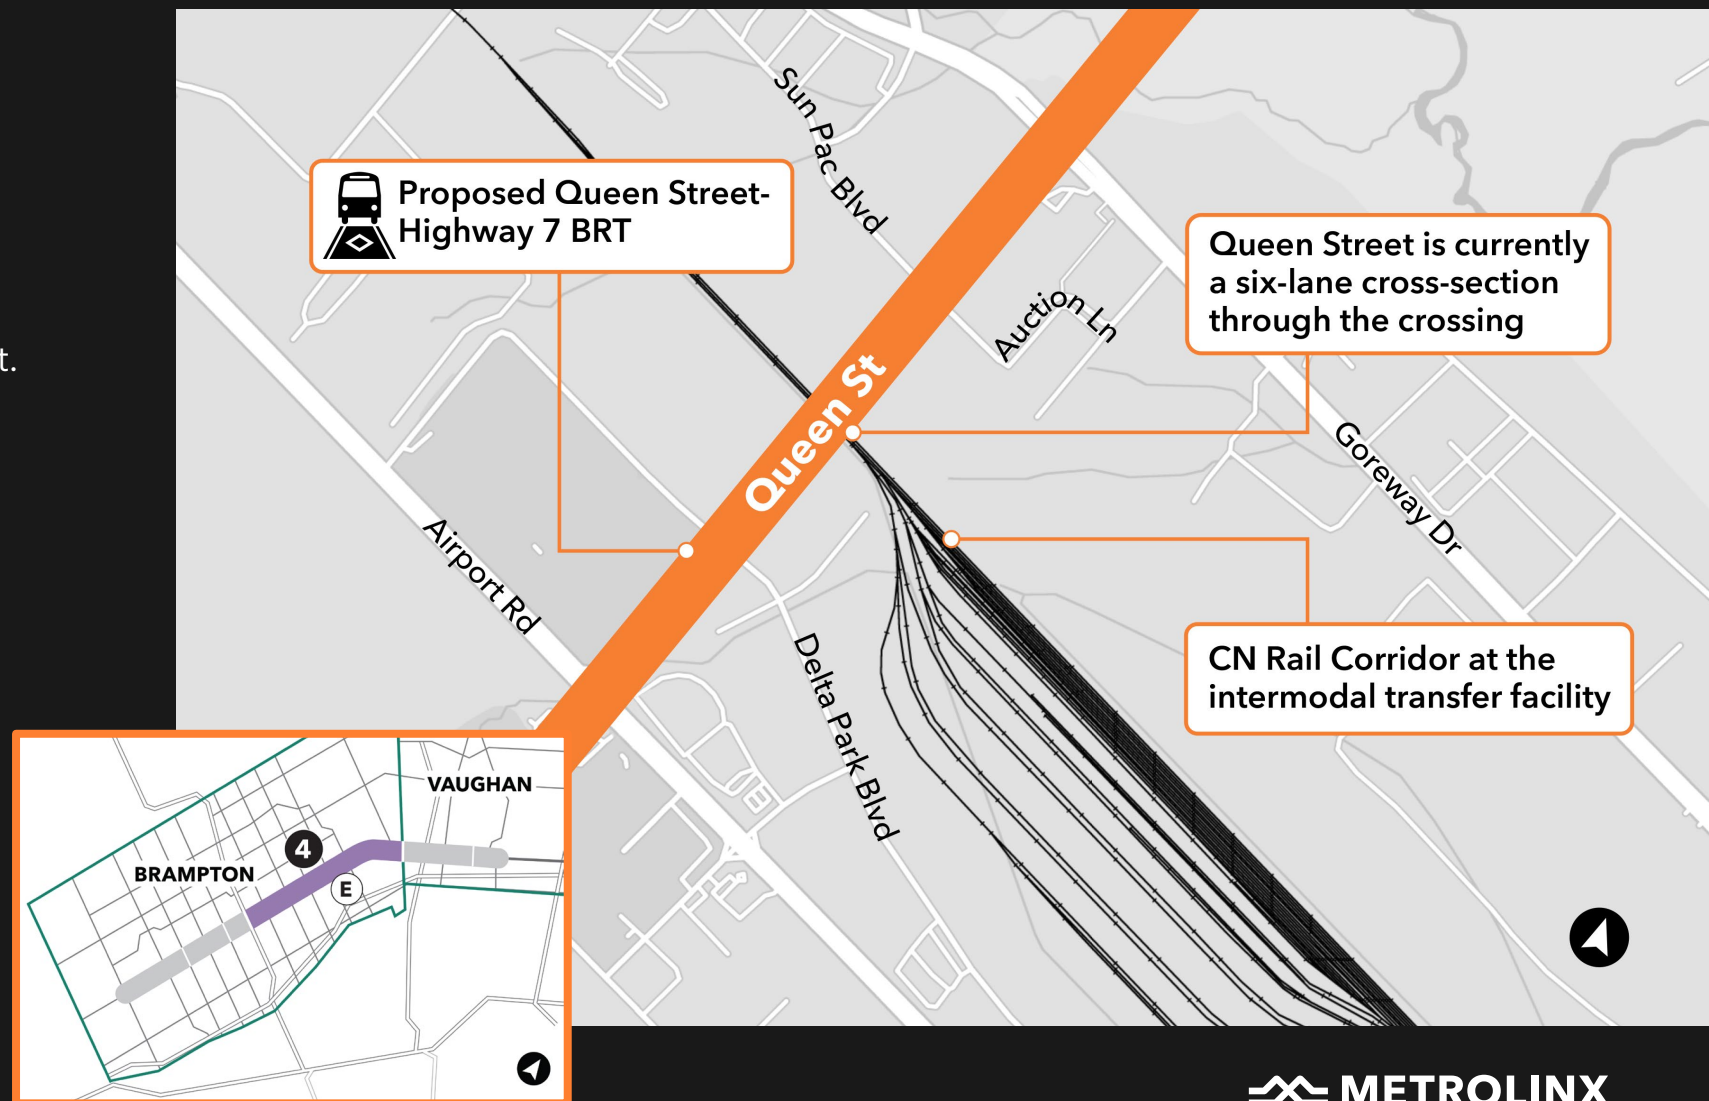 t.
Sun Pac Blvd
Proposed Queen Street-
Highway 7 BRT
Queen Street is currently
a six-lane cross-section
through the crossing
Auction Ln
Queen St
Goreway Dr
Airport Rd
CN Rail Corridor at the
intermodal transfer facility
Delta Park Blvd
VAUGHAN
4
BRAMPTON
E
METROLINX